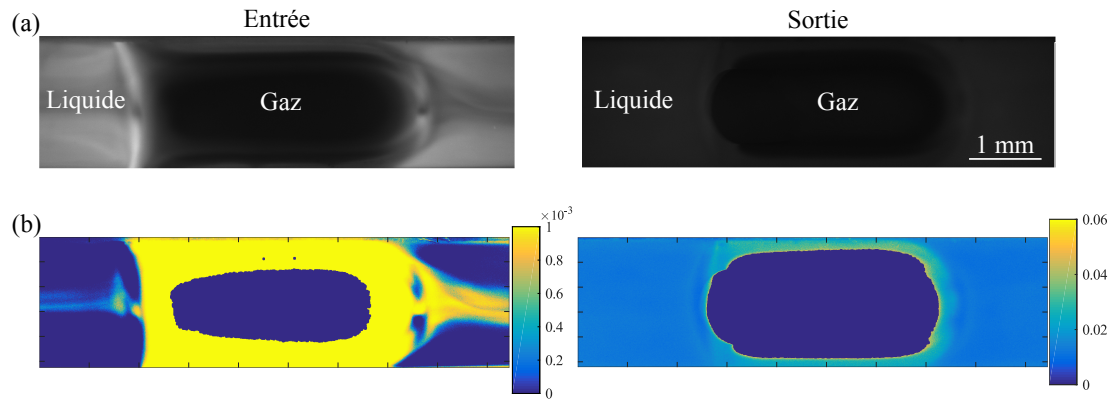 (a)
Entrée
Sortie
Liquide
Gaz
Liquide
Gaz
1 mm
(b)
×10⁻³
1
0.8
0.6
0.4
0.2
0
0.06
0.04
0.02
0